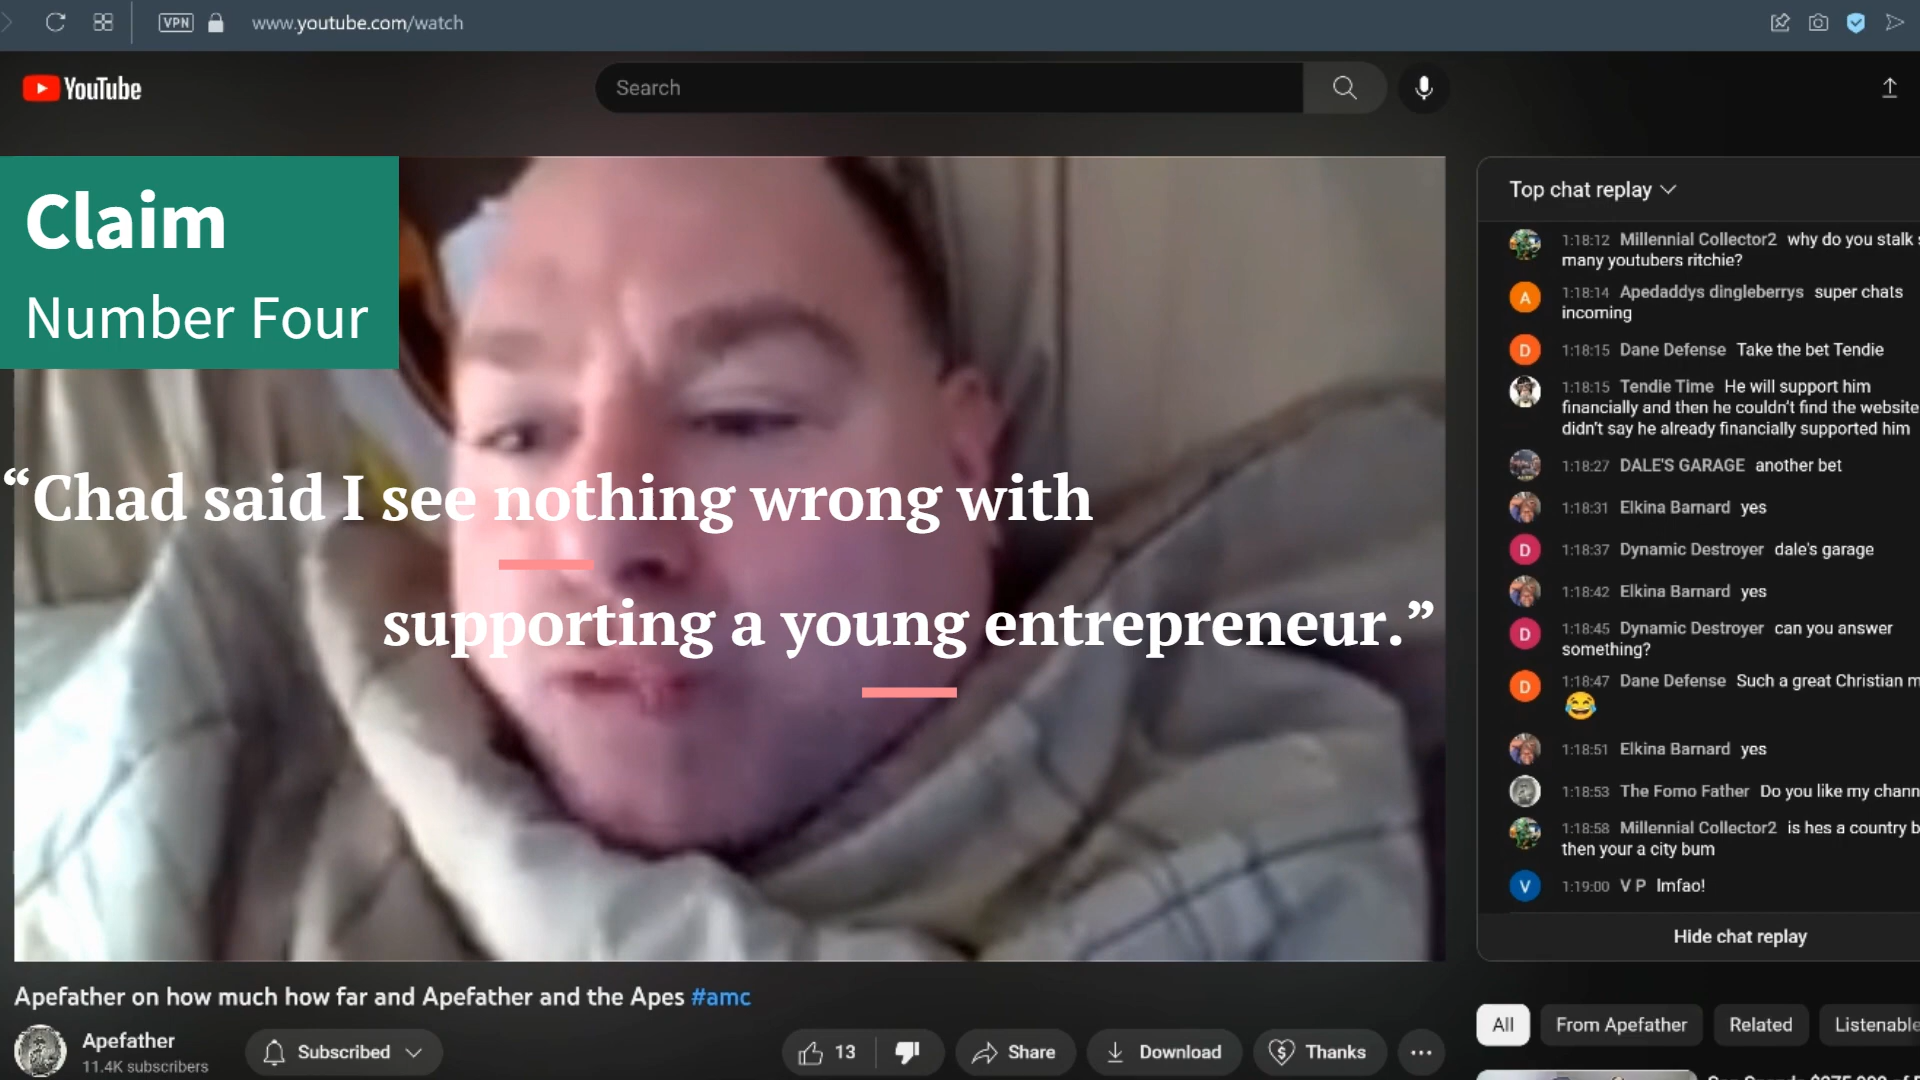 VPN
www.youtube.com/watch
YouTube
Search
Claim
Number Four
“Chad said I see nothing wrong with
supporting a young entrepreneur.”
Apefather on how much how far and Apefather and the Apes #amc
Apefather
11.4K subscribers
Subscribed
13
Share
Download
Thanks
Top chat replay
1:18:12 Millennial Collector2 why do you stalk
many youtubers ritchie?
A
1:18:14 Apedaddys dingleberrys super chats
incoming
D
1:18:15 Dane Defense Take the bet Tendie
1:18:15 Tendie Time He will support him
financially and then he couldn't find the website
didn't say he already financially supported him
1:18:27 DALE'S GARAGE another bet
1:18:31 Elkina Barnard yes
D
1:18:37 Dynamic Destroyer dale's garage
1:18:42 Elkina Barnard yes
D
1:18:45 Dynamic Destroyer can you answer
something?
D
1:18:47 Dane Defense Such a great Christian
😂
1:18:51 Elkina Barnard yes
1:18:53 The Fomo Father Do you like my
1:18:58 Millennial Collector2 is hes a country
then your a city bum
V
1:19:00 V P lmfao!
Hide chat replay
All
From Apefather
Related
Listenable